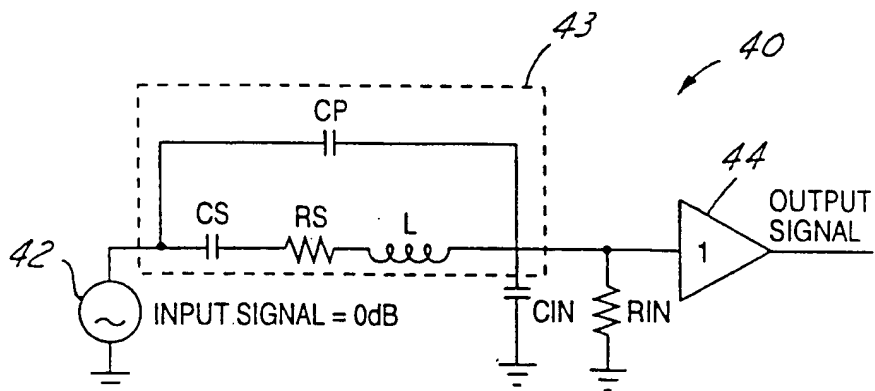 43
40
CP
44
CS
RS
L
OUTPUT
SIGNAL
42
1
INPUT SIGNAL = 0dB
CIN
RIN